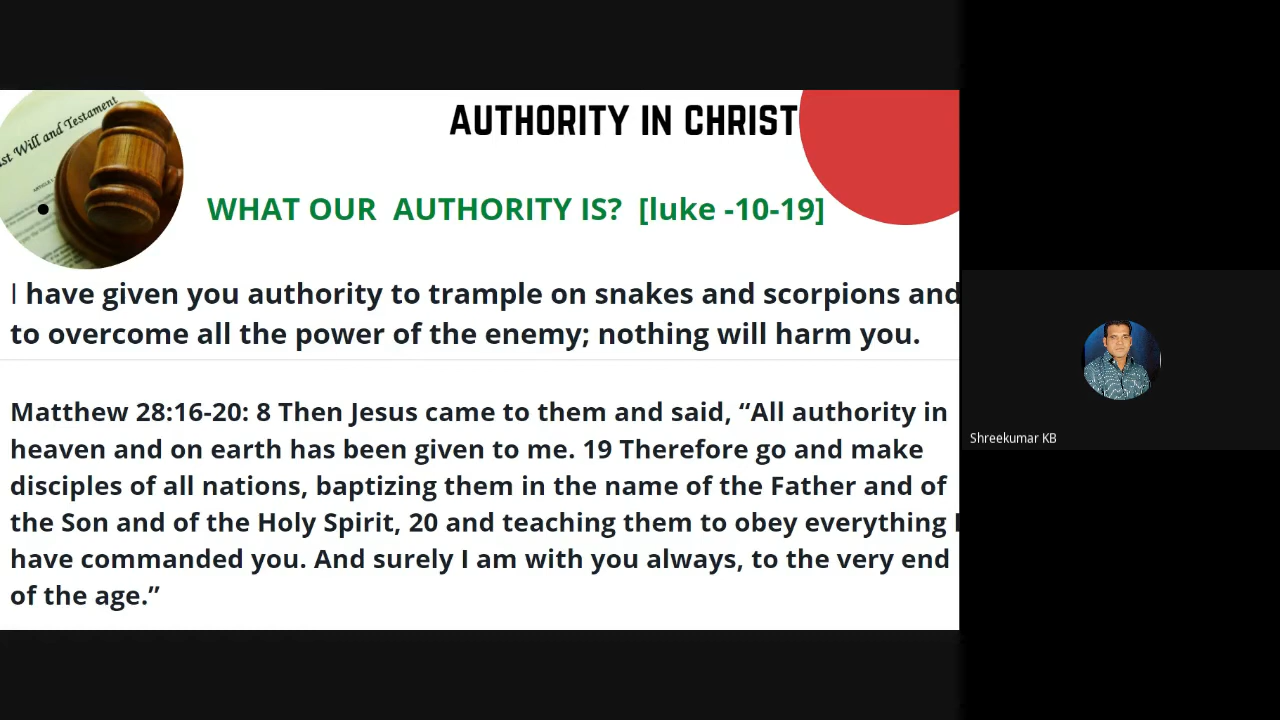 st Will and Testament
AUTHORITY IN CHRIST
WHAT OUR AUTHORITY IS? [luke -10-19]
I have given you authority to trample on snakes and scorpions and
to overcome all the power of the enemy; nothing will harm you.
Matthew 28:16-20: 8 Then Jesus came to them and said, “All authority in
heaven and on earth has been given to me. 19 Therefore go and make
disciples of all nations, baptizing them in the name of the Father and of
the Son and of the Holy Spirit, 20 and teaching them to obey everything I
have commanded you. And surely I am with you always, to the very end
of the age.”
Shreekumar KB